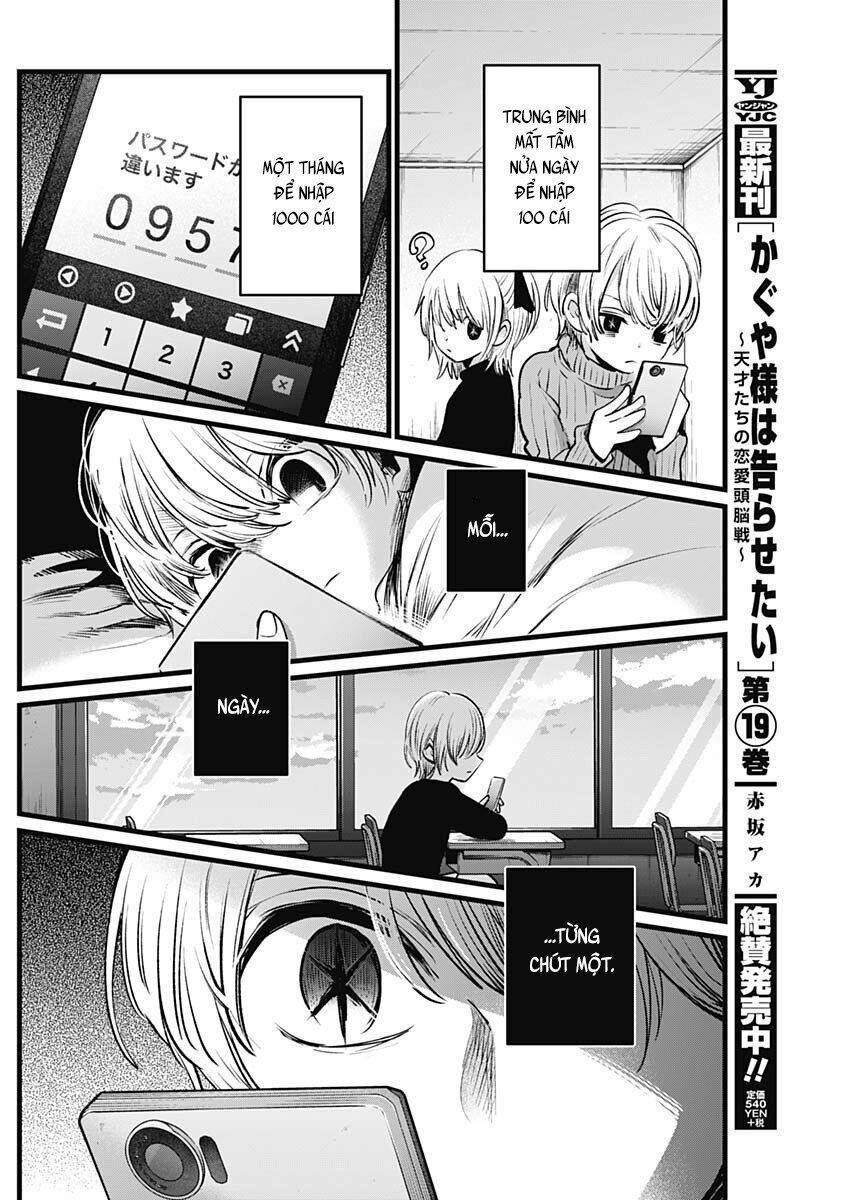 TRUNG BÌNH
MẤT TẦM
NỬA NGÀY
ĐỂ NHẬP
100 CÁI
?
MỘT THÁNG
ĐỂ NHẬP
1000 CÁI
パスワードが
違います
0957
1
2
3
MỖI...
NGÀY...
...TỪNG
CHÚT MỘT.
YJ
ヤンジャン
YJC
最新刊
[かぐや様は告らせたい]
～天才たちの恋愛頭脳戦～
第⑲巻
赤坂アカ
絶賛発売中!!
定価
540
YEN
+税